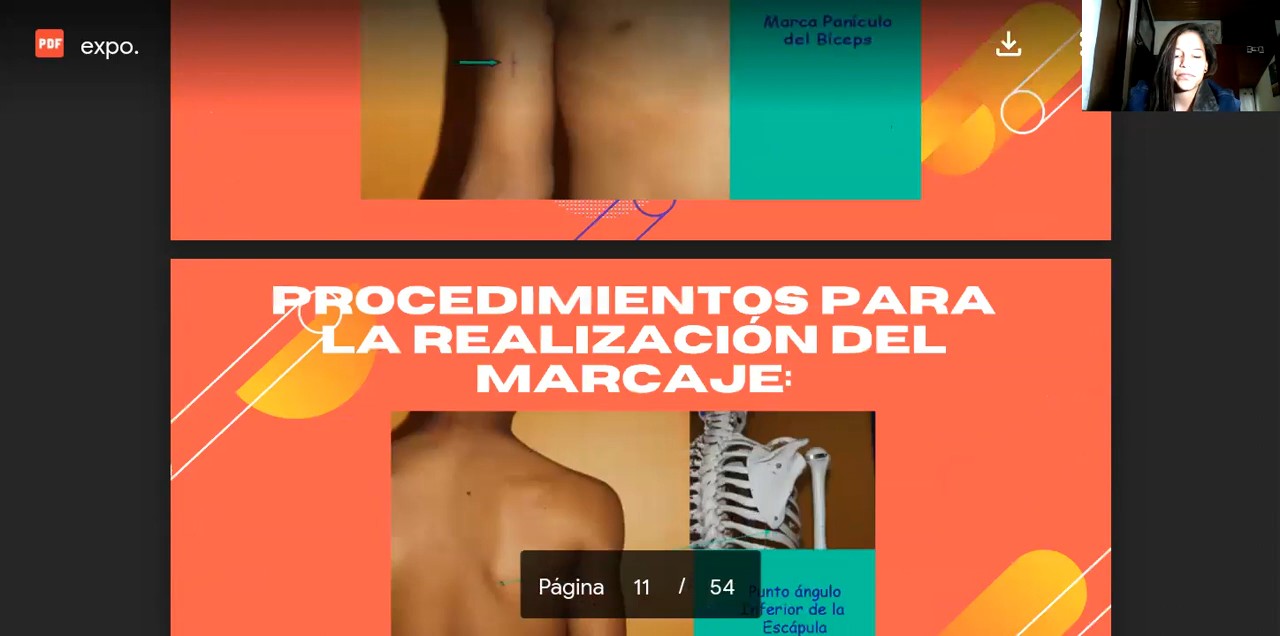 PDF expo.
Marca Panículo
del Bíceps
PROCEDIMIENTOS PARA
LA REALIZACIÓN DEL
MARCAJE:
Página 11 / 54
Punto ángulo
Inferior de la
Escápula